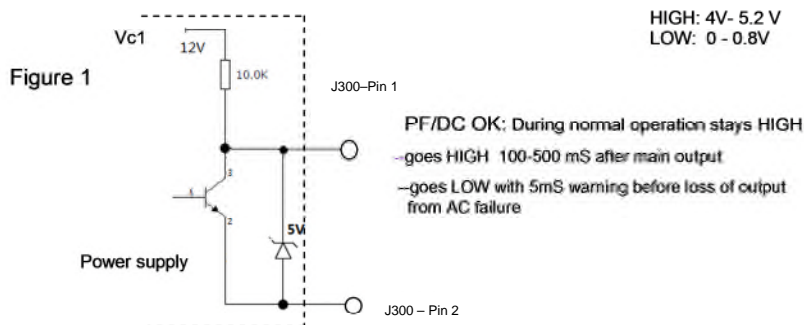 HIGH: 4V- 5.2 V
LOW: 0 - 0.8V
Vc1
12V
Figure 1
10.0K
J300–Pin 1
PF/DC OK: During normal operation stays HIGH
--goes HIGH 100-500 mS after main output
--goes LOW with 5mS warning before loss of output
from AC failure
3
2
5V
Power supply
J300 – Pin 2